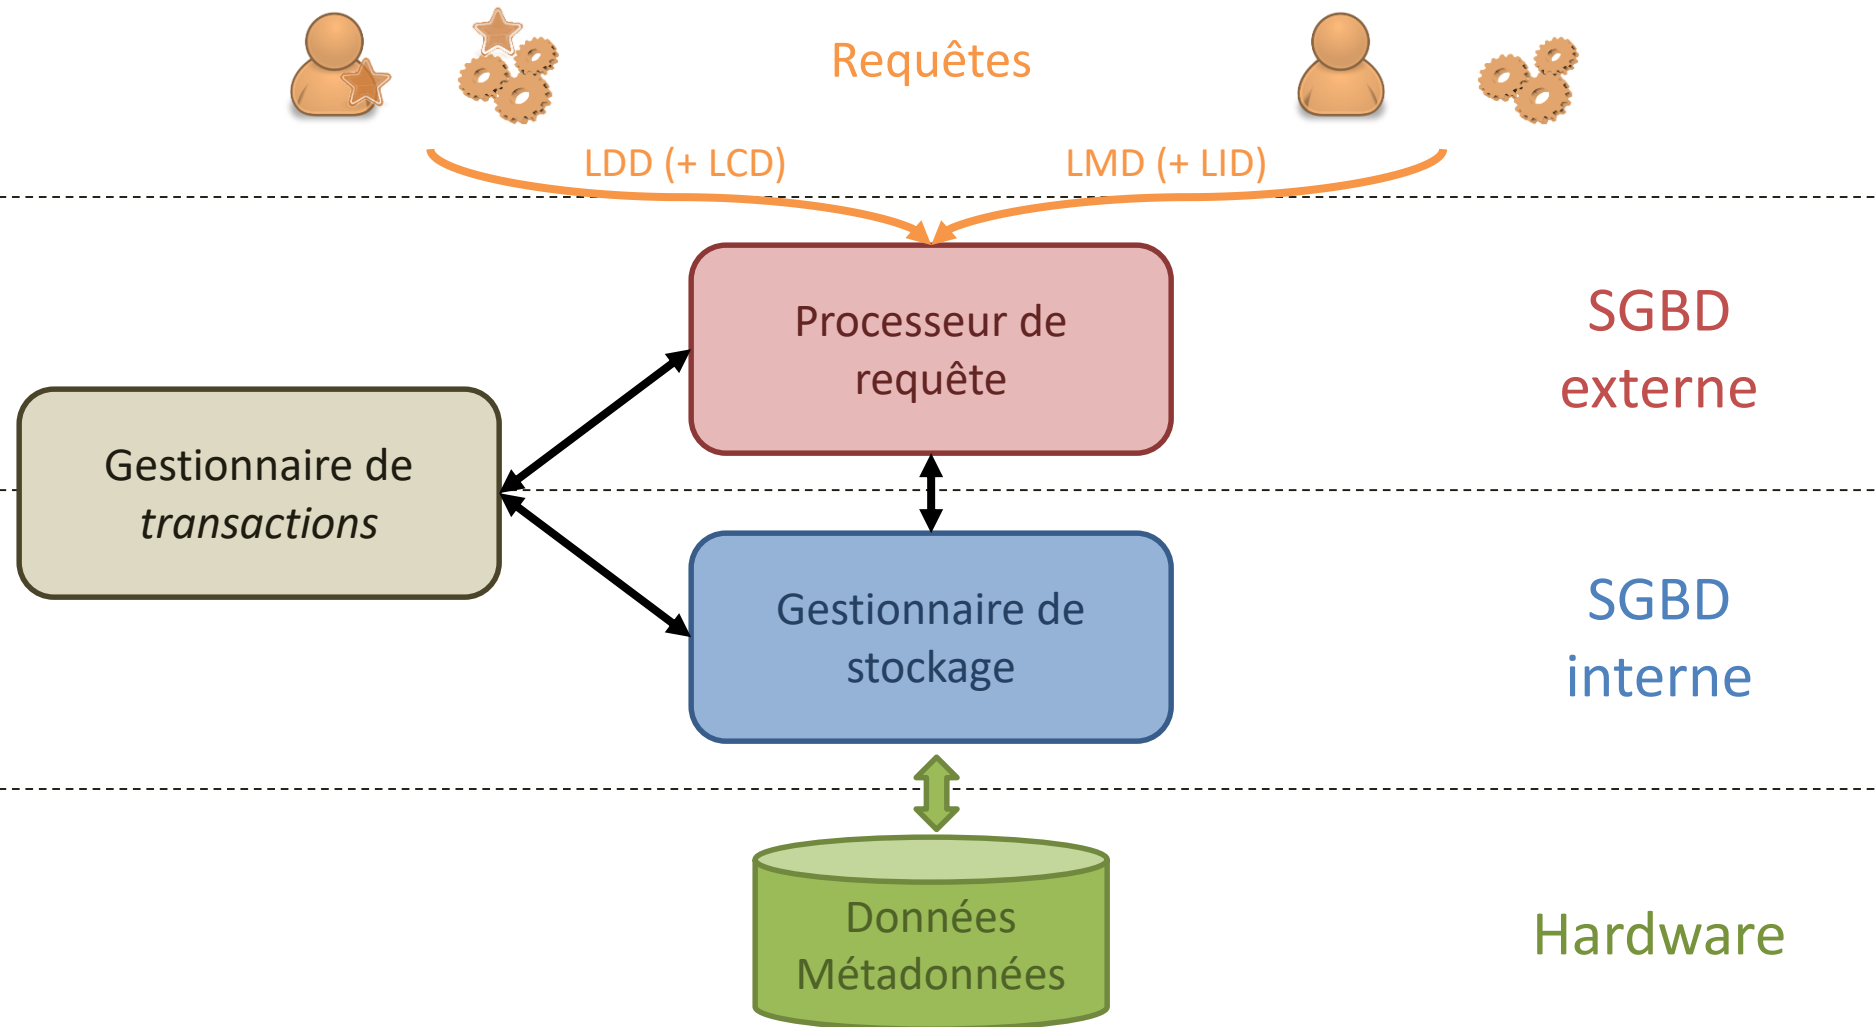 Requêtes
LDD (+ LCD)
LMD (+ LID)
Processeur de
requête
SGBD
externe
Gestionnaire de
transactions
Gestionnaire de
stockage
SGBD
interne
Données
Métadonnées
Hardware